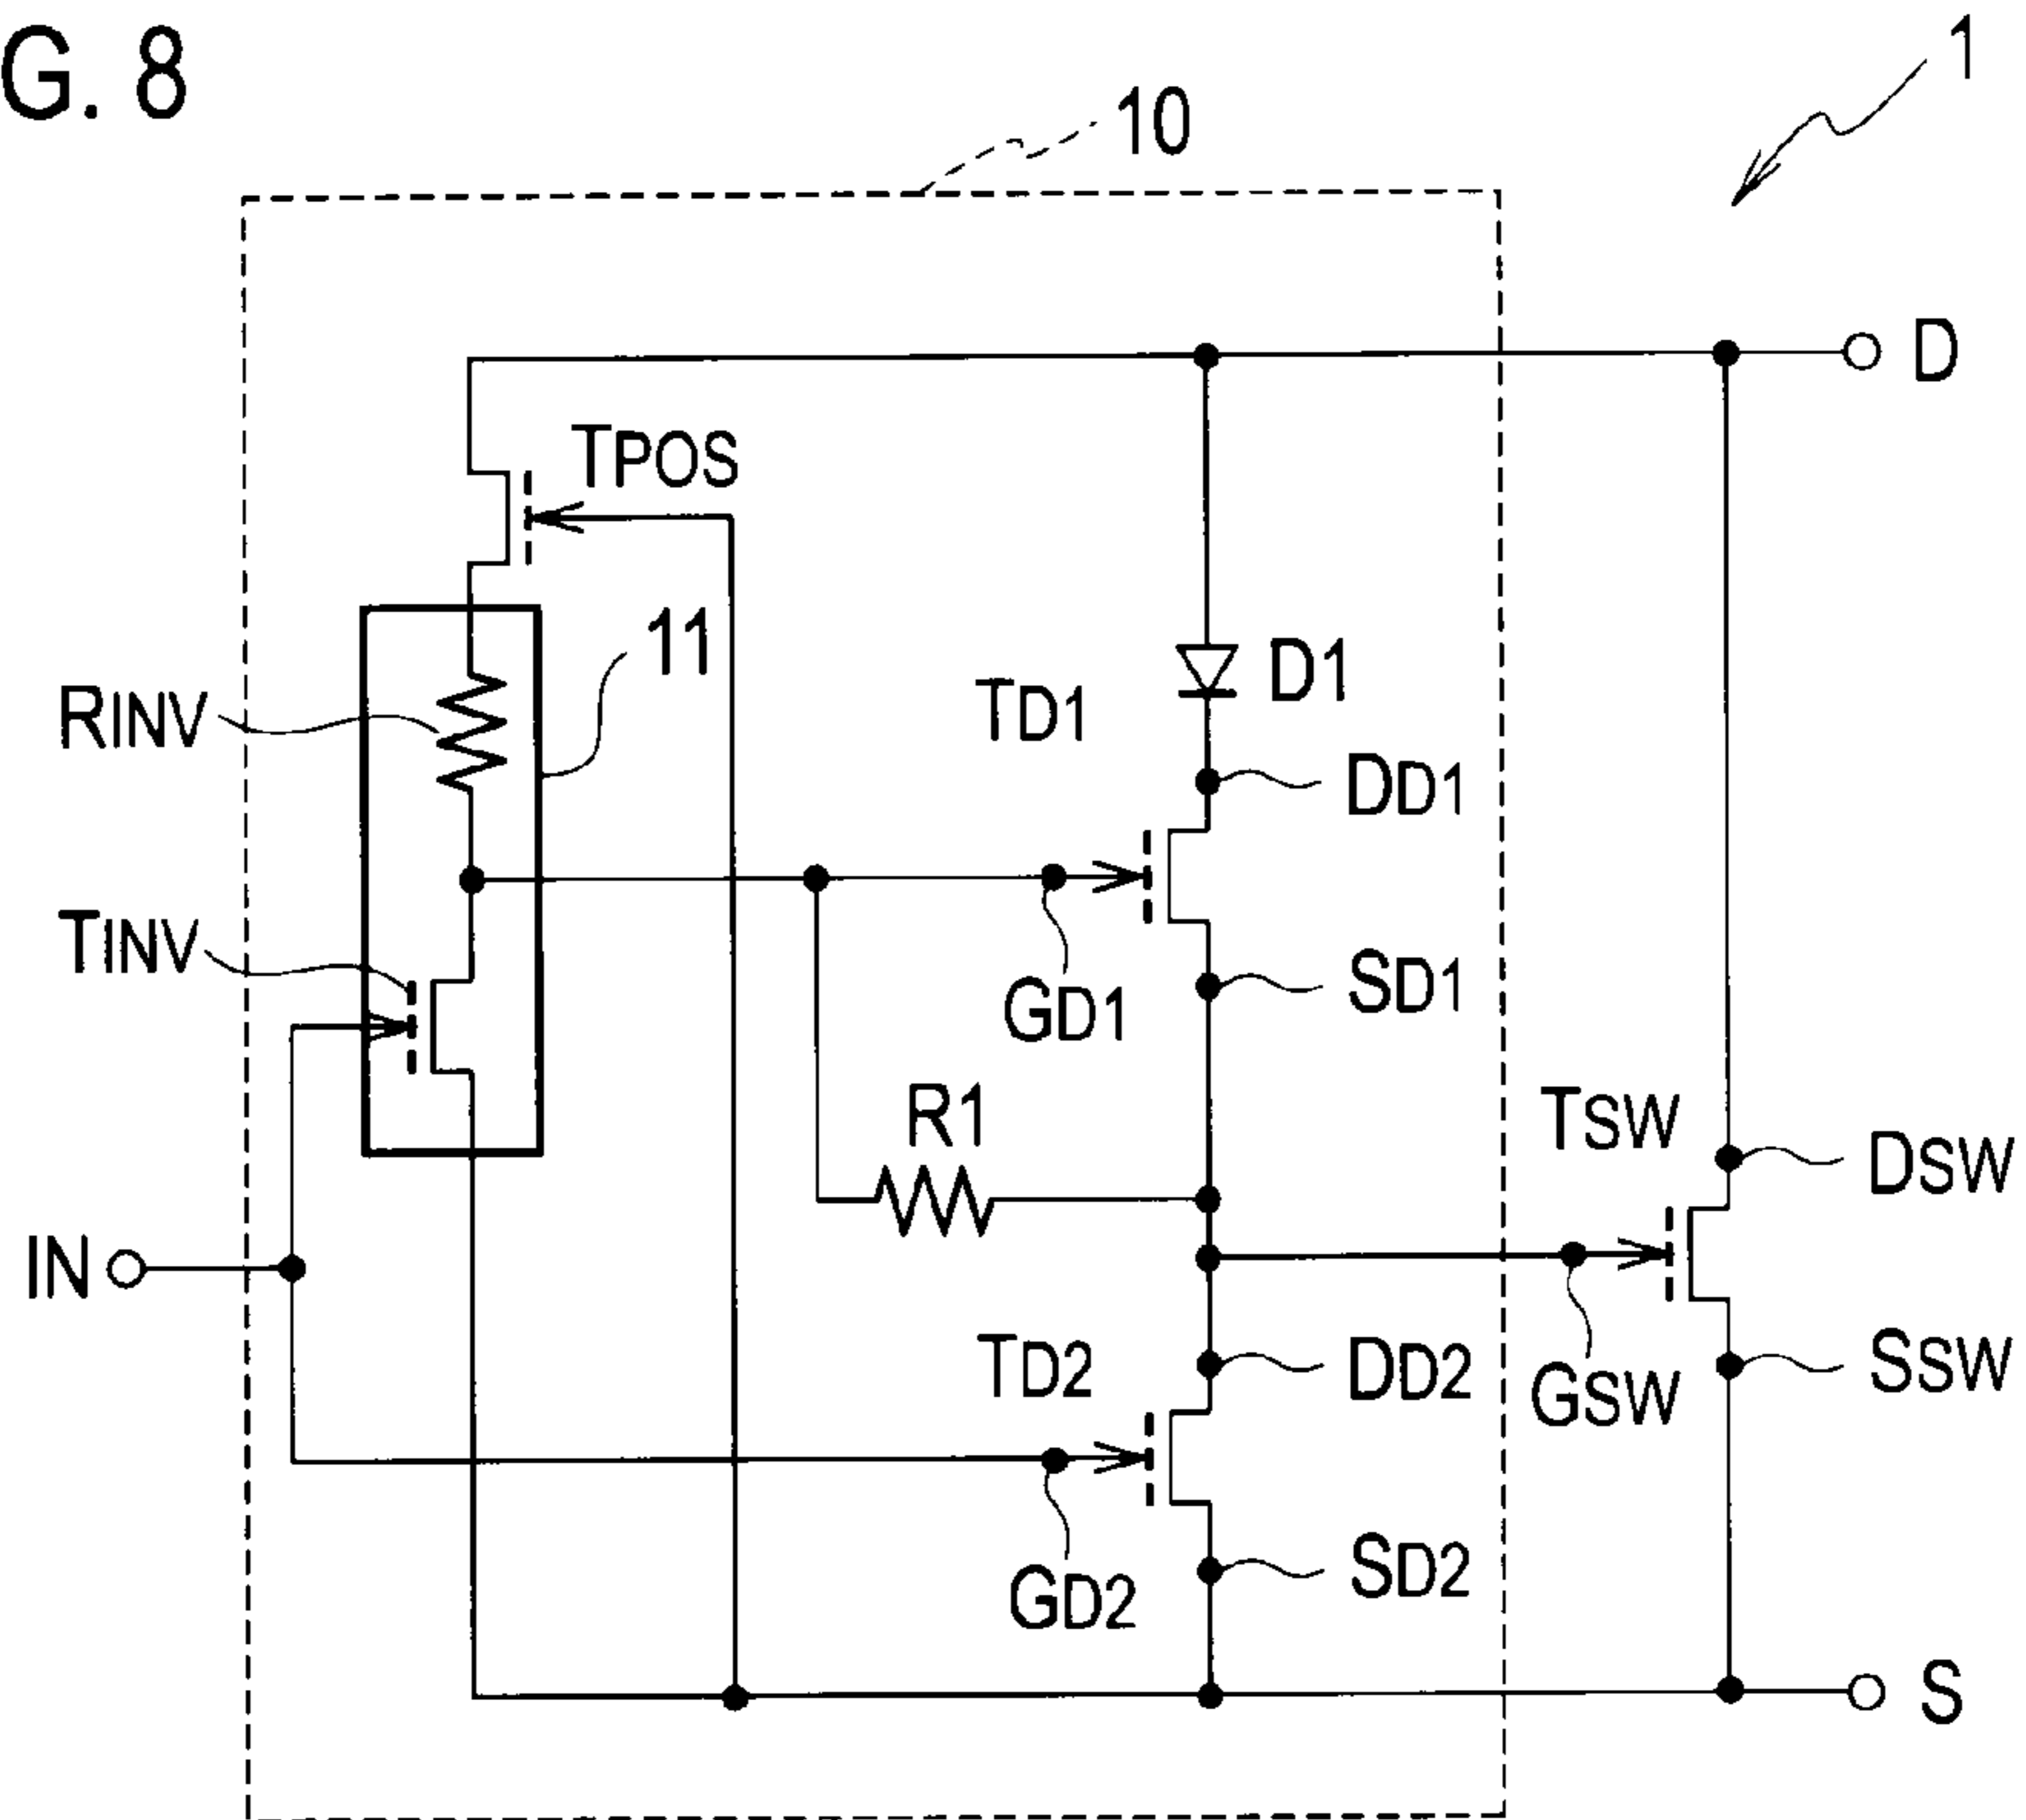 G. 8
1
10
D
TPOS
11
D1
RINV
TD1
DD1
TINV
SD1
GD1
R1
TSW
DSW
IN
TD2
DD2
SSW
GSW
SD2
GD2
S